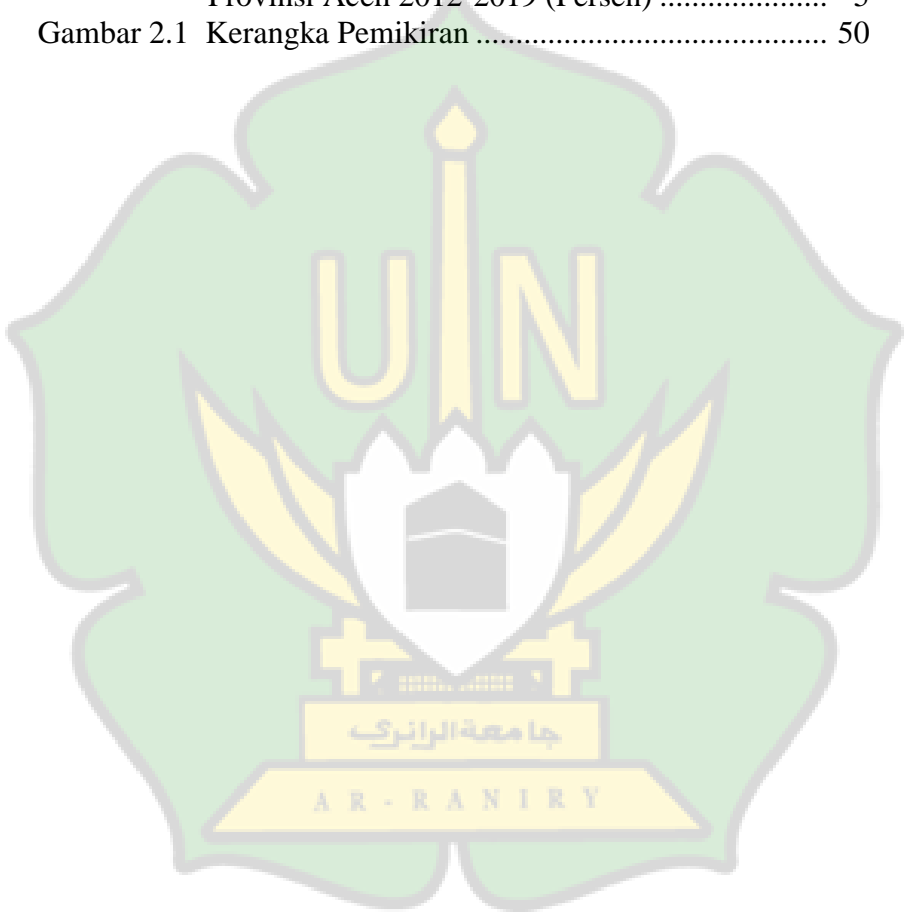 Provinsi Aceh 2012-2019 (Persen) ..................... 5
Gambar 2.1 Kerangka Pemikiran ....................................... 50
UIN
جامعة الرانري
AR-RANIRY